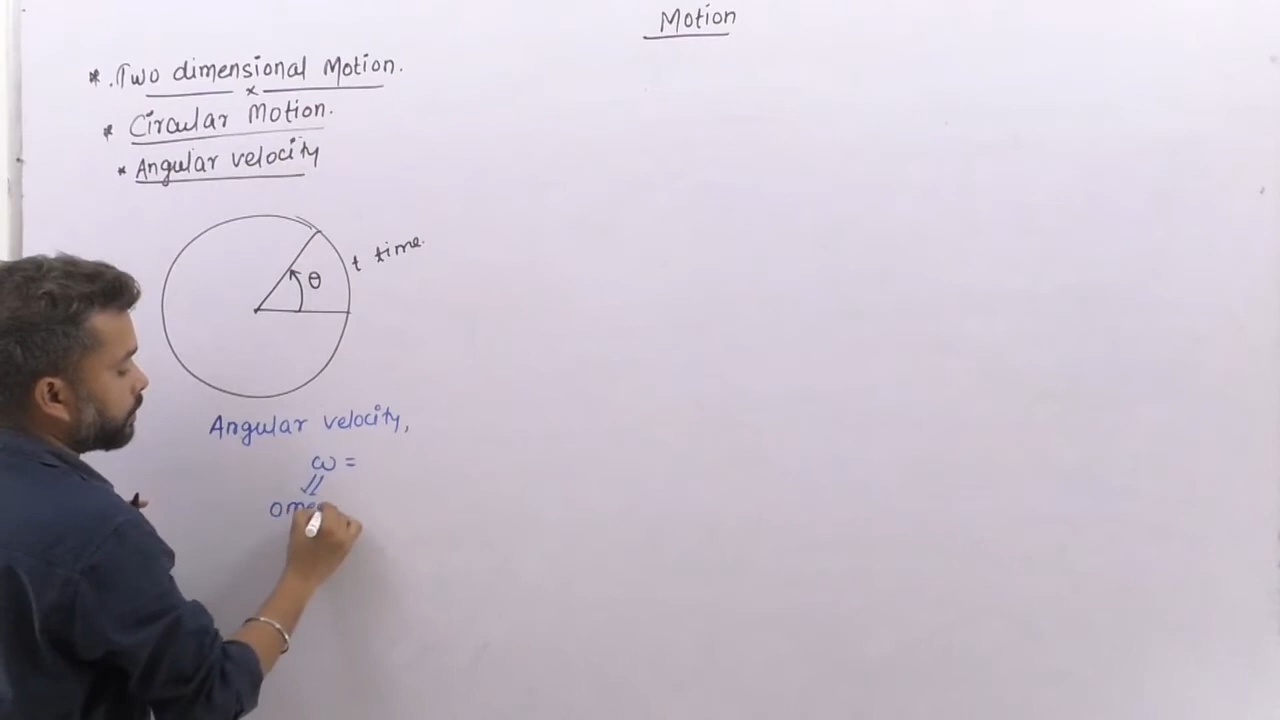 Motion
* . Two dimensional Motion.
x
* Circular Motion.
* Angular velocity
t time.
θ
Angular velocity,
ω =